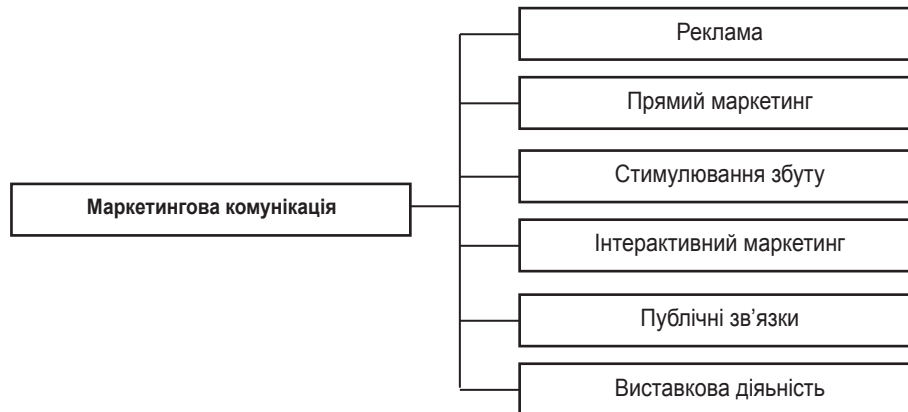 Реклама
Прямий маркетинг
Стимулювання збуту
Маркетингова комунікація
Інтерактивний маркетинг
Публічні зв’язки
Виставкова діяьність